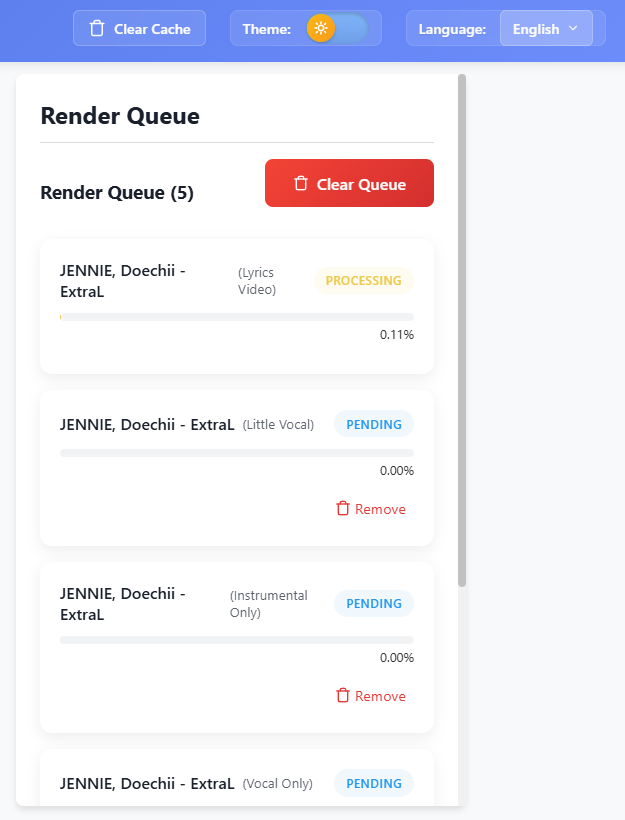 Clear Cache
Theme:
Language:
English
Render Queue
Render Queue (5)
Clear Queue
JENNIE, Doechii -
ExtraL
(Lyrics
Video)
PROCESSING
0.11%
JENNIE, Doechii - ExtraL (Little Vocal)
PENDING
0.00%
Remove
JENNIE, Doechii -
ExtraL
(Instrumental
Only)
PENDING
0.00%
Remove
JENNIE, Doechii - ExtraL (Vocal Only)
PENDING